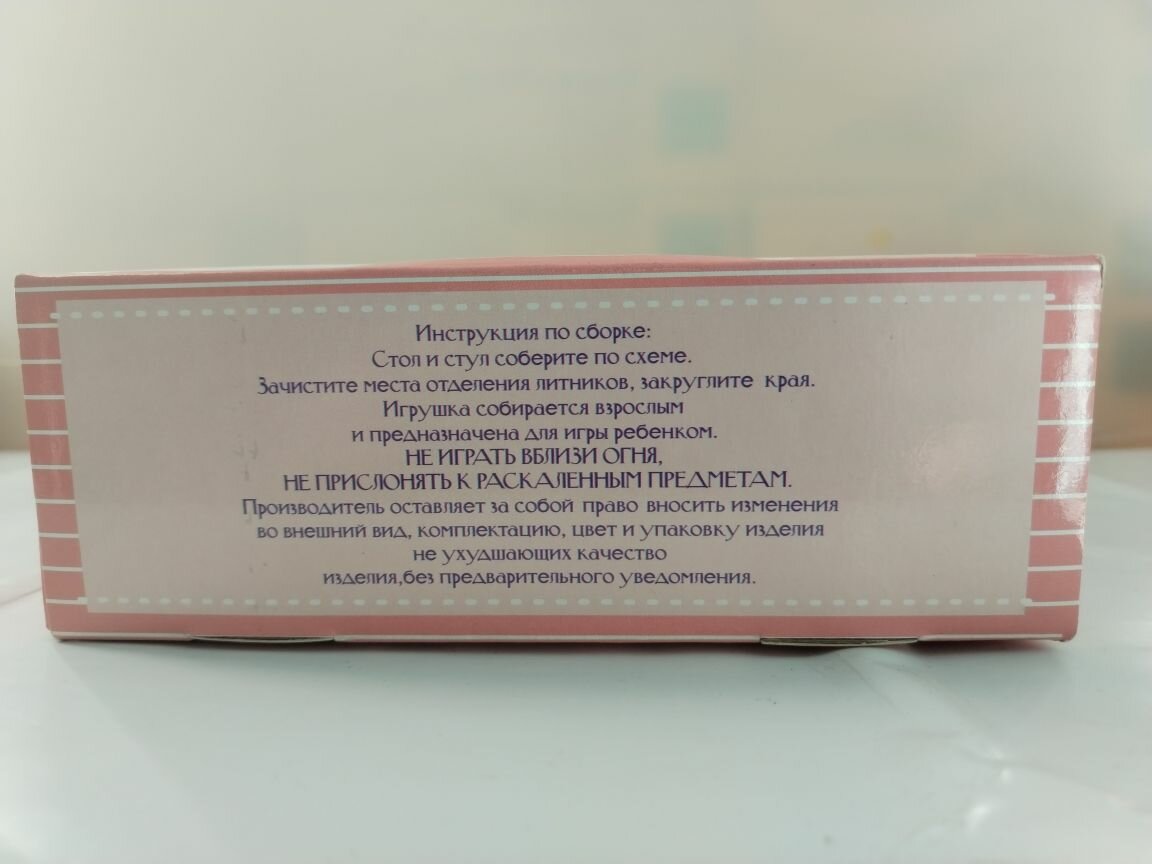 Инструкция по сборке:
Стол и стул соберите по схеме.
Зачистите места отделения литников, закруглите края.
Игрушка собирается взрослым
и предназначена для игры ребенком.
НЕ ИГРАТЬ ВБЛИЗИ ОГНЯ,
НЕ ПРИСЛОНЯТЬ К РАСКАЛЕННЫМ ПРЕДМЕТАМ.
Производитель оставляет за собой право вносить изменения
во внешний вид, комплектацию, цвет и упаковку изделия
не ухудшающих качество
изделия,без предварительного уведомления.